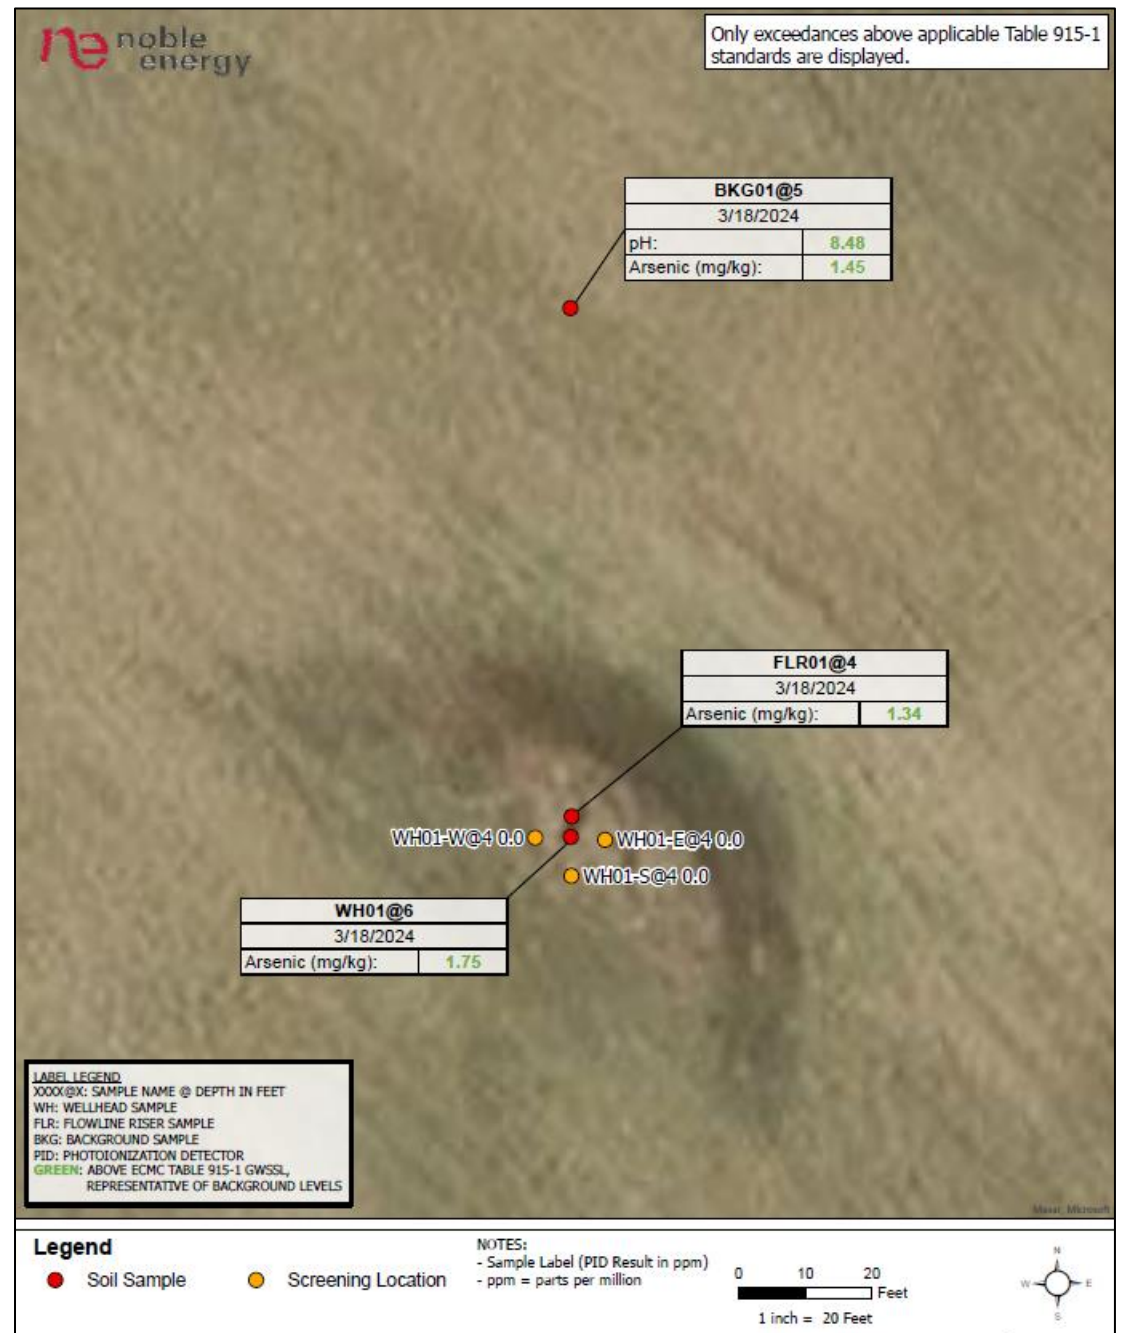 noble
energy
Only exceedances above applicable Table 915-1
standards are displayed.
BKG01@5
3/18/2024
pH: 8.48
Arsenic (mg/kg): 1.45
FLR01@4
3/18/2024
Arsenic (mg/kg): 1.34
WH01-W@4 0.0
WH01-E@4 0.0
WH01-S@4 0.0
WH01@6
3/18/2024
Arsenic (mg/kg): 1.75
LABEL LEGEND
XXXX@X: SAMPLE NAME @ DEPTH IN FEET
WH: WELLHEAD SAMPLE
FLR: FLOWLINE RISER SAMPLE
BKG: BACKGROUND SAMPLE
PID: PHOTOIONIZATION DETECTOR
GREEN: ABOVE ECMC TABLE 915-1 GWSSL,
REPRESENTATIVE OF BACKGROUND LEVELS
Maxar, Microsoft
Legend
Soil Sample
Screening Location
NOTES:
- Sample Label (PID Result in ppm)
- ppm = parts per million
0 10 20
Feet
1 inch = 20 Feet
N
W E
S